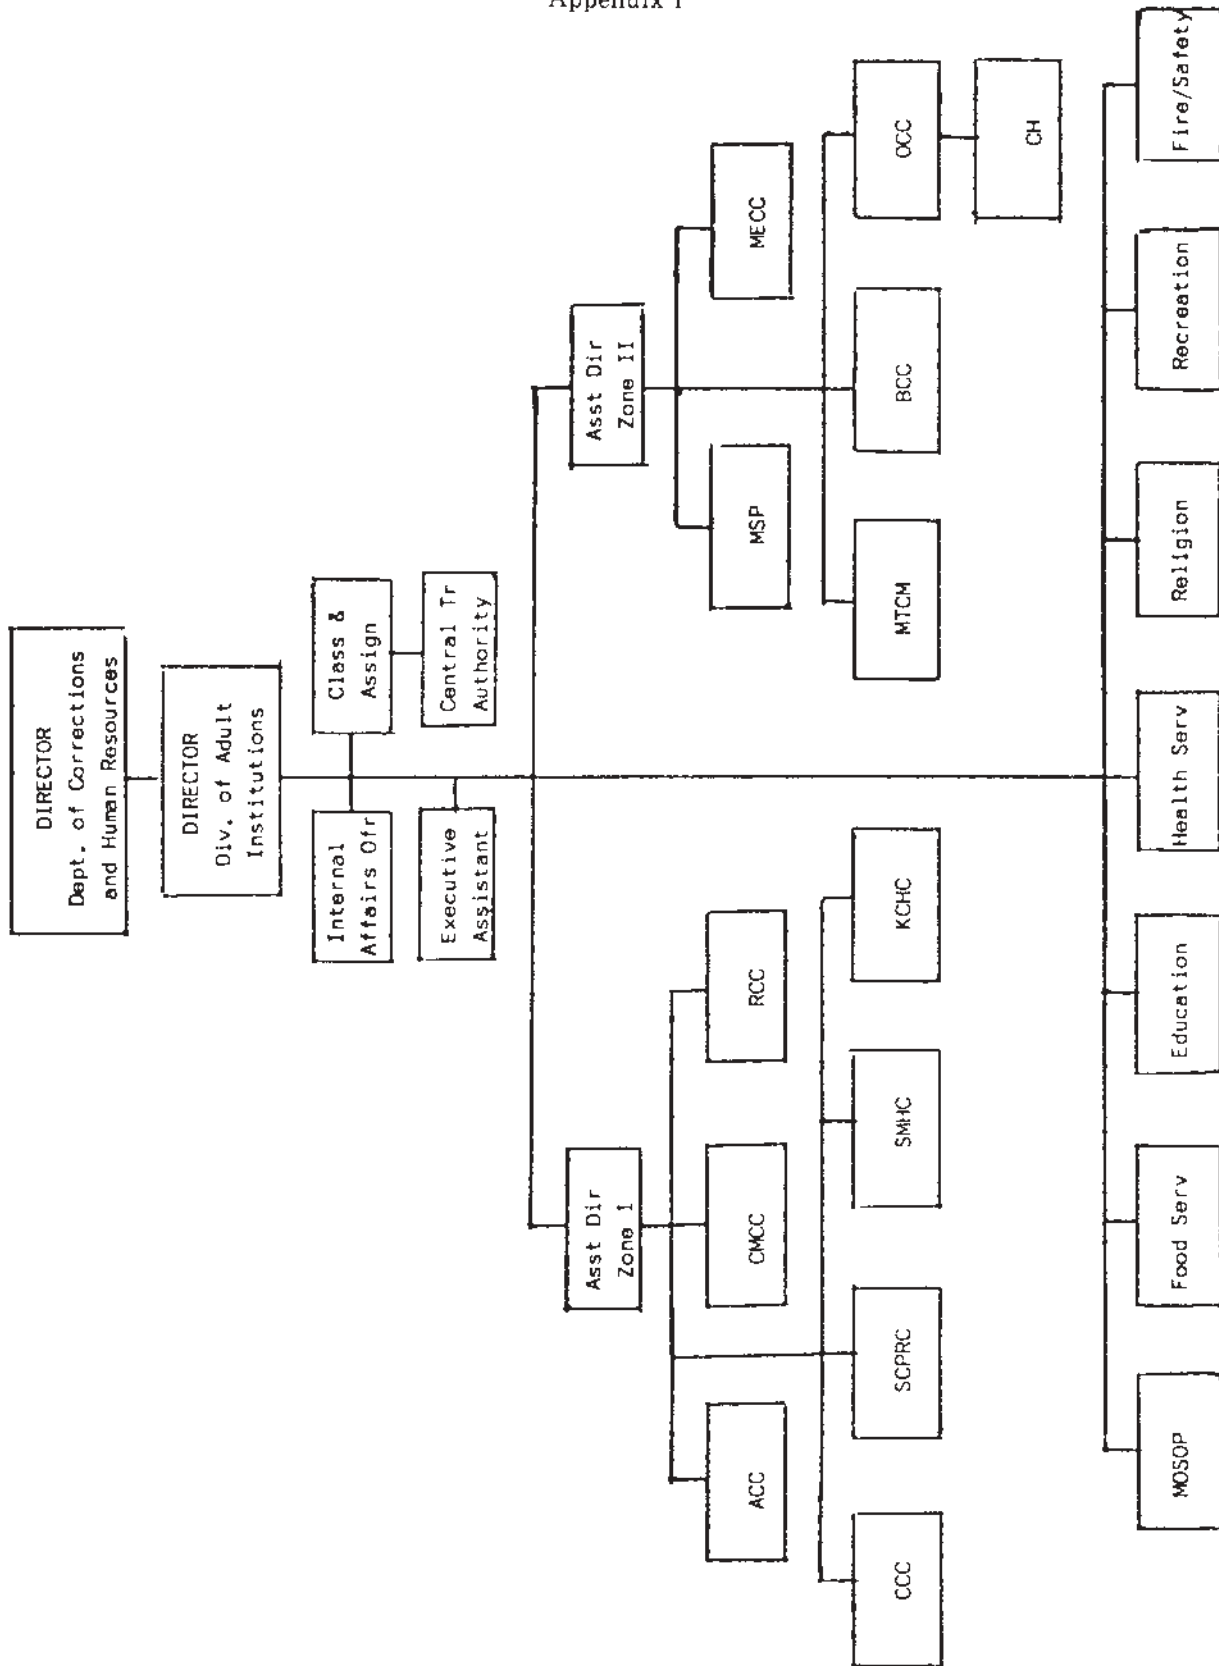 Appendix I
DIRECTOR
Dept. of Corrections
and Human Resources
DIRECTOR
Div. of Adult
Institutions
Internal
Affairs Ofr
Class &
Assign
Executive
Assistant
Central Tr
Authority
Asst Dir
Zone I
Asst Dir
Zone II
ACC
CMCC
RCC
MSP
MECC
CCC
SCPRC
SMHC
KCHC
MTCM
BCC
OCC
CH
MOSOP
Food Serv
Education
Health Serv
Religion
Recreation
Fire/Safety